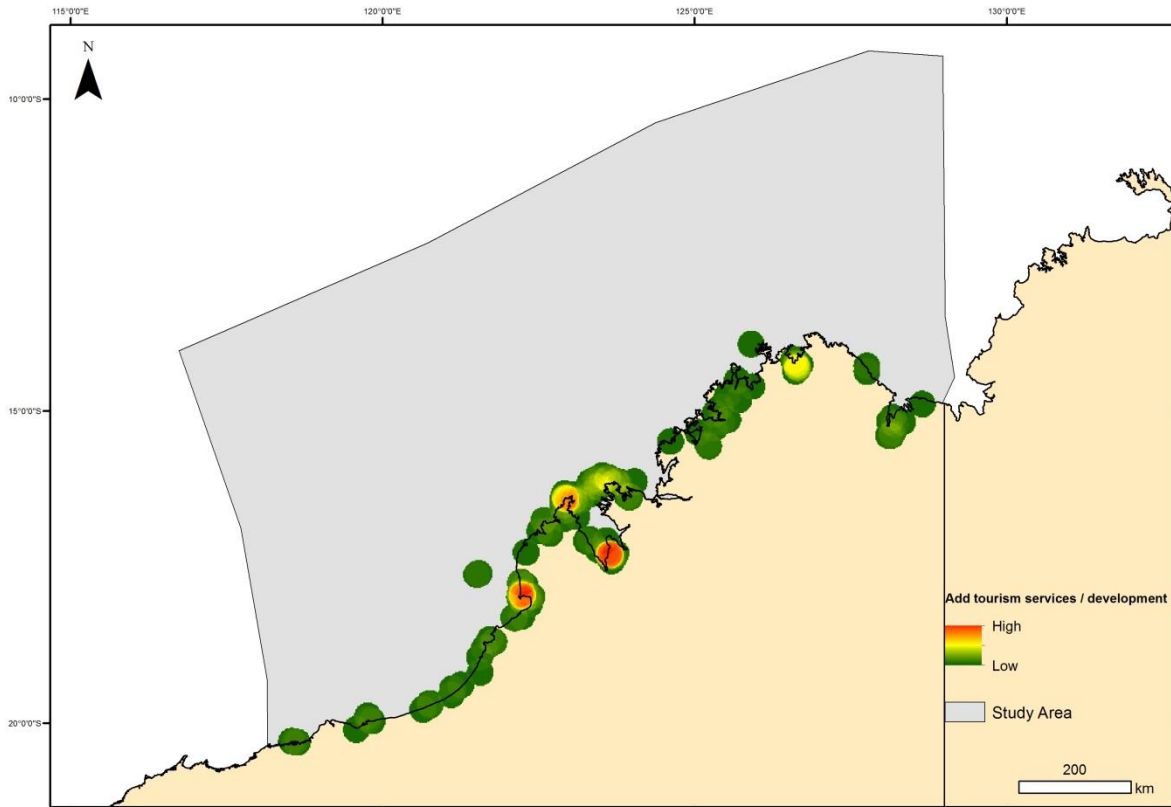 115°0'0"E
120°0'0"E
125°0'0"E
130°0'0"E
N
10°0'0"S
15°0'0"S
20°0'0"S
Add tourism services / development
High
Low
Study Area
200
km